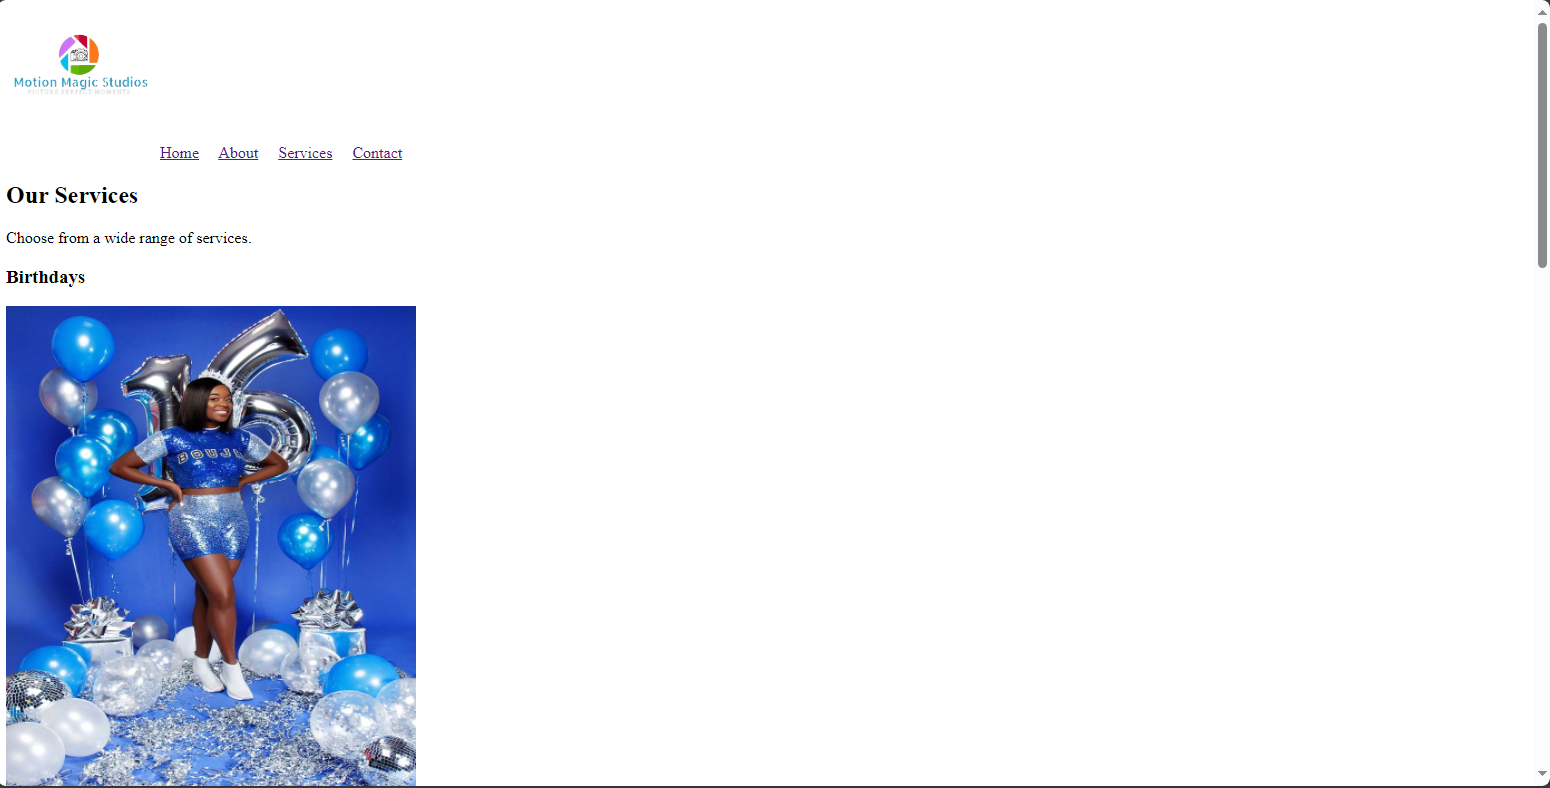 Motion Magic Studios
PICTURE PERFECT MOMENTS
Home About Services Contact
Our Services
Choose from a wide range of services.
Birthdays
16